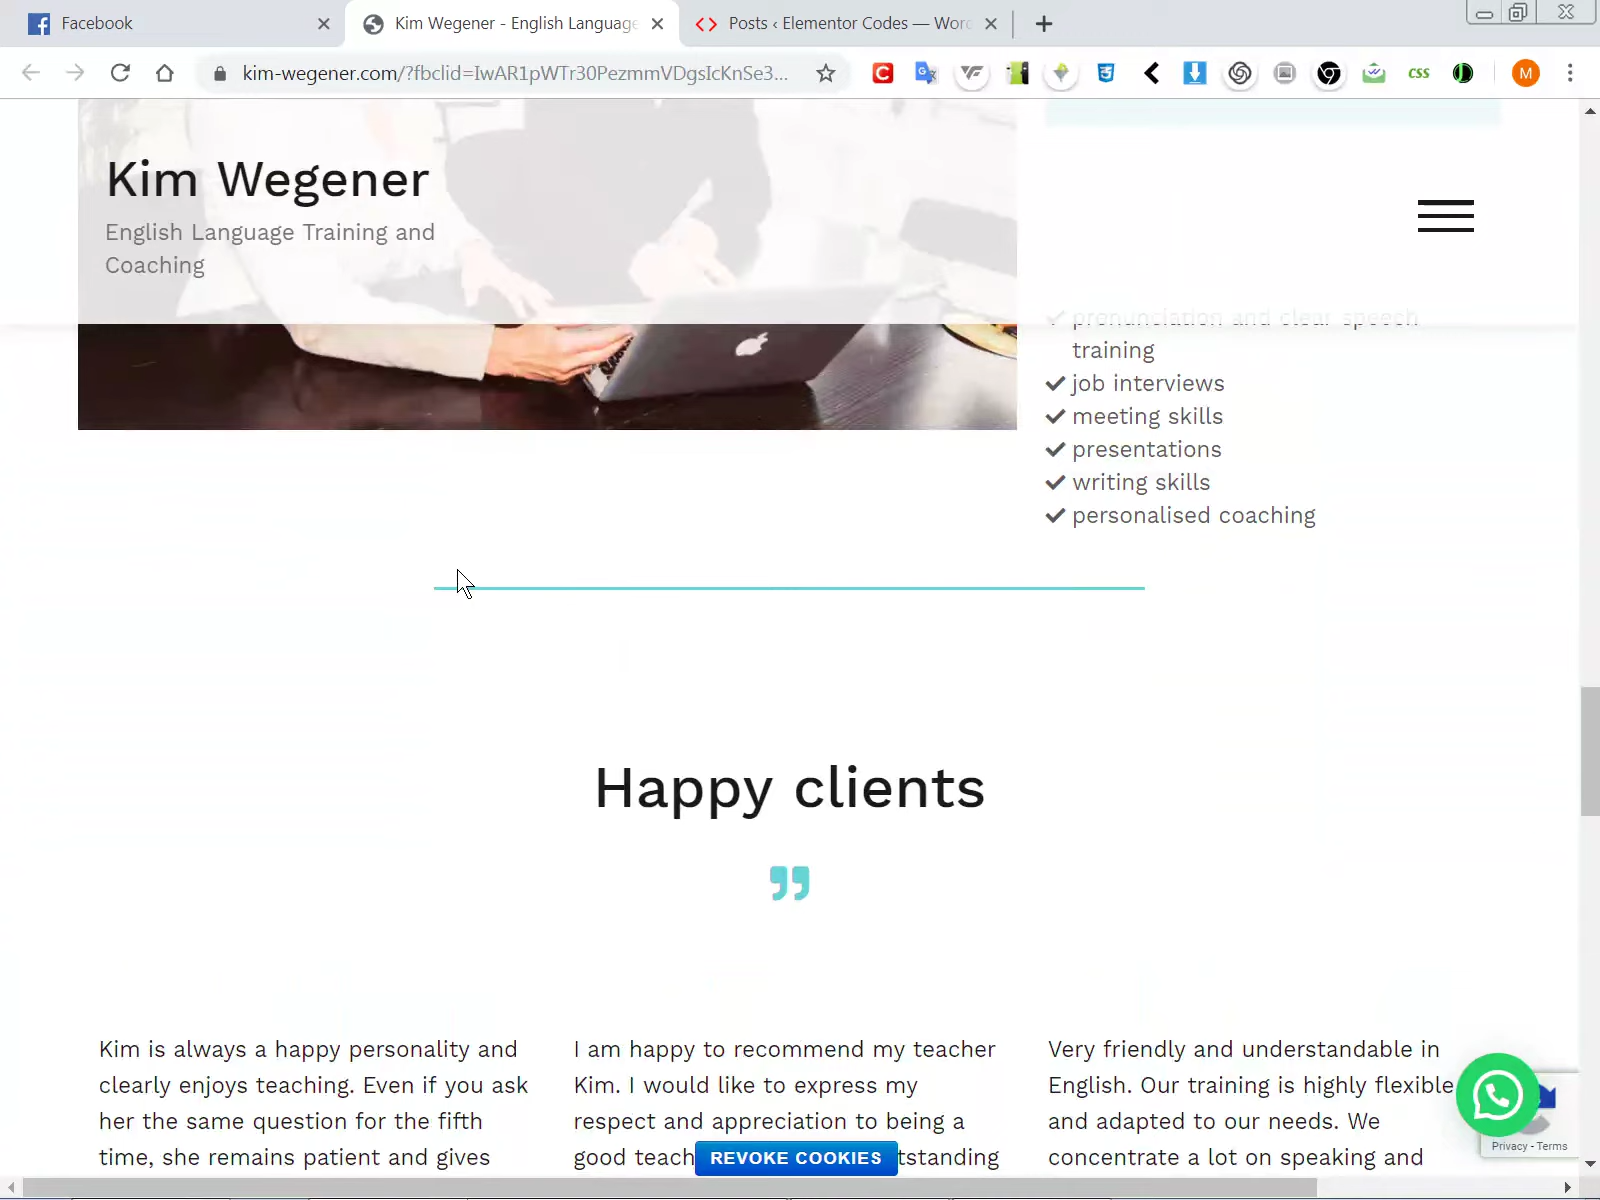 Facebook
Kim Wegener - English Language
Posts ‹ Elementor Codes — Word
kim-wegener.com/?fbclid=IwAR1pWTr30PezmmVDgsIcKnSe3...
css
M
Kim Wegener
English Language Training and
Coaching
pronunciation and clear speech
training
job interviews
meeting skills
presentations
writing skills
personalised coaching
Happy clients
Kim is always a happy personality and
clearly enjoys teaching. Even if you ask
her the same question for the fifth
time, she remains patient and gives
I am happy to recommend my teacher
Kim. I would like to express my
respect and appreciation to being a
good teach
tstanding
Very friendly and understandable in
English. Our training is highly flexible
and adapted to our needs. We
concentrate a lot on speaking and
REVOKE COOKIES
Privacy - Terms